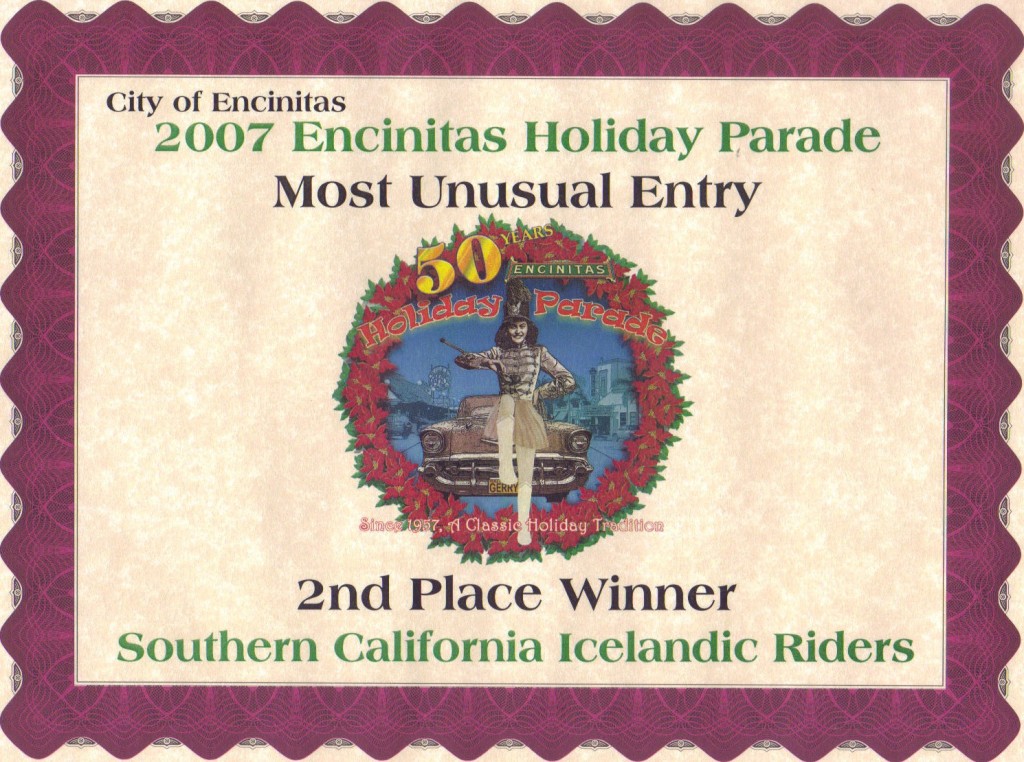 City of Encinitas
2007 Encinitas Holiday Parade
Most Unusual Entry
50 YEARS
ENCINITAS
Holiday Parade
GERRY
Since 1957, A Classic Holiday Tradition
2nd Place Winner
Southern California Icelandic Riders